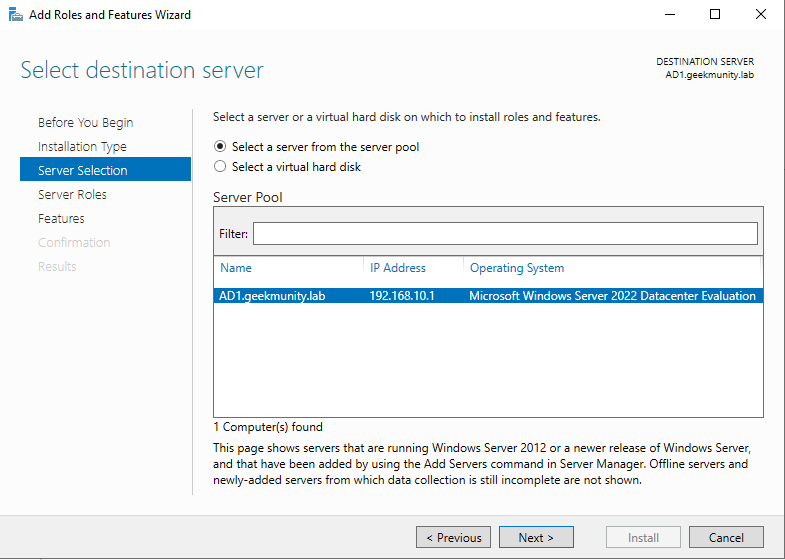 Add Roles and Features Wizard
Select destination server
DESTINATION SERVER
AD1.geekmunity.lab
Before You Begin
Installation Type
Server Selection
Server Roles
Features
Confirmation
Results
Select a server or a virtual hard disk on which to install roles and features.
Select a server from the server pool
Select a virtual hard disk
Server Pool
Filter:
Name IP Address Operating System
AD1.geekmunity.lab 192.168.10.1 Microsoft Windows Server 2022 Datacenter Evaluation
1 Computer(s) found
This page shows servers that are running Windows Server 2012 or a newer release of Windows Server,
and that have been added by using the Add Servers command in Server Manager. Offline servers and
newly-added servers from which data collection is still incomplete are not shown.
< Previous Next > Install Cancel